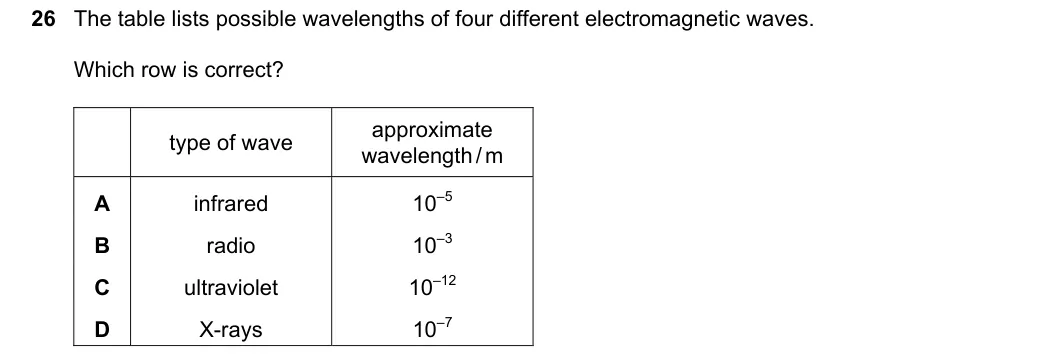 26 The table lists possible wavelengths of four different electromagnetic waves.
Which row is correct?
type of wave approximate wavelength / m
A infrared 10⁻⁵
B radio 10⁻³
C ultraviolet 10⁻¹²
D X-rays 10⁻⁷